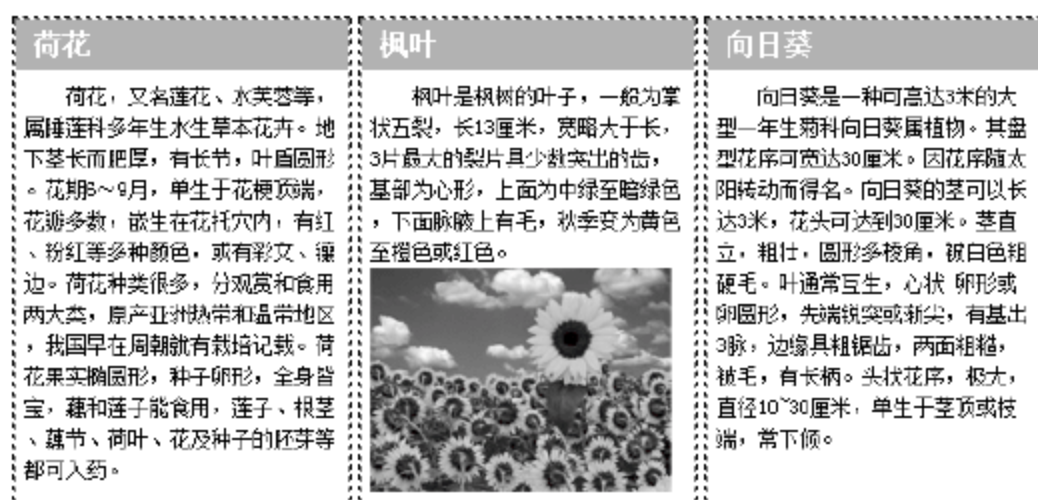 荷花
荷花，又名莲花、水芙蓉等，
属睡莲科多年生水生草本花卉。地
下茎长而肥厚，有长节，叶盾圆形
。花期6～9月，单生于花梗顶端，
花瓣多数，嵌生在花托穴内，有红
、粉红等多种颜色，或有彩文、镶
边。荷花种类很多，分观赏和食用
两大类，原产亚洲热带和温带地区
，我国早在周朝就有栽培记载。荷
花果实椭圆形，种子卵形，全身皆
宝，藕和莲子能食用，莲子、根茎
、藕节、荷叶、花及种子的胚芽等
都可入药。
枫叶
枫叶是枫树的叶子，一般为掌
状五裂，长13厘米，宽略大于长，
3片最大的裂片具少数突出的齿，
基部为心形，上面为中绿至暗绿色
，下面脉腋上有毛，秋季变为黄色
至橙色或红色。
向日葵
向日葵是一种可高达3米的大
型一年生菊科向日葵属植物。其盘
型花序可宽达30厘米。因花序随太
阳转动而得名。向日葵的茎可以长
达3米，花头可达到30厘米。茎直
立，粗壮，圆形多棱角，被白色粗
硬毛。叶通常互生，心状 卵形或
卵圆形，先端锐突或渐尖，有基出
3脉，边缘具粗锯齿，两面粗糙，
被毛，有长柄。头状花序，极大，
直径10~30厘米，单生于茎顶或枝
端，常下倾。